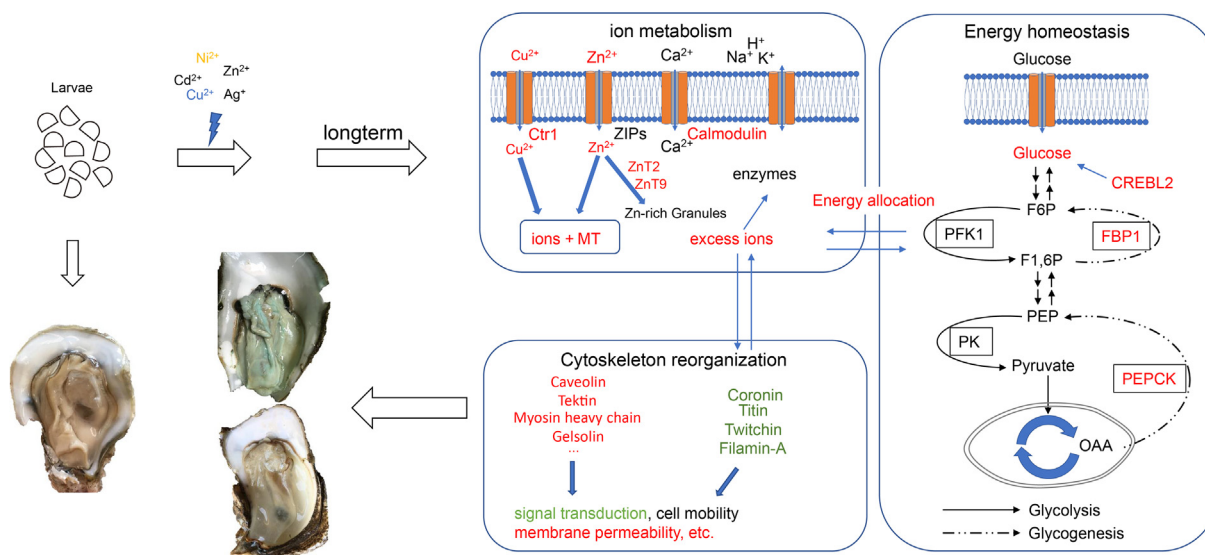 Larvae
Ni²⁺
Cd²⁺ Zn²⁺
Cu²⁺ Ag⁺
longterm
ion metabolism
Cu²⁺ Zn²⁺ Ca²⁺ Na⁺ H⁺ K⁺
Ctr1 ZIPs Calmodulin
Cu²⁺ Zn²⁺ Ca²⁺
ZnT2
ZnT9
enzymes
Zn-rich Granules
ions + MT
excess ions
Energy allocation
Cytoskeleton reorganization
Caveolin
Tektin
Myosin heavy chain
Gelsolin
...
Coronin
Titin
Twitchin
Filamin-A
signal transduction, cell mobility
membrane permeability, etc.
Energy homeostasis
Glucose
Glucose
CREBL2
F6P
PFK1 FBP1
F1,6P
PEP
PK
Pyruvate
PEPCK
OAA
Glycolysis
Glycogenesis